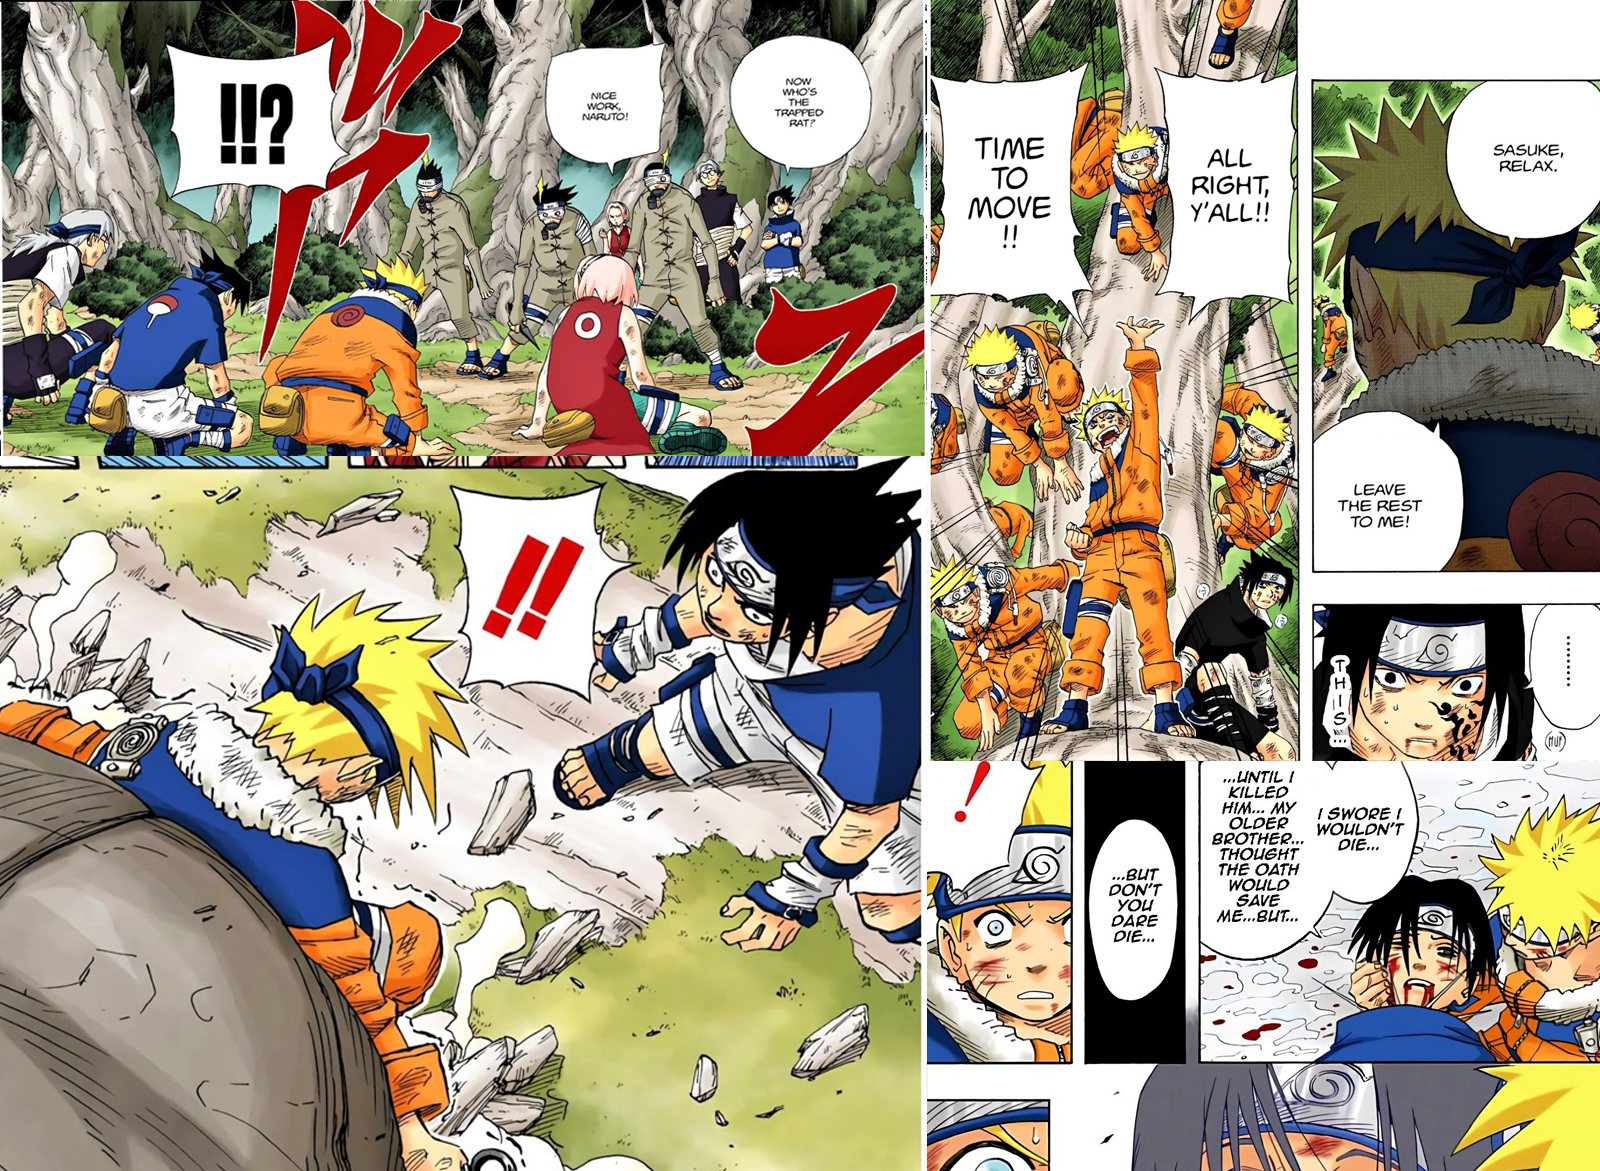 !!?
NICE
WORK,
NARUTO!
NOW
WHO'S
THE
TRAPPED
RAT?
ALL
RIGHT,
Y'ALL!!
TIME
TO
MOVE
!!
SASUKE,
RELAX.
LEAVE
THE REST
TO ME!
.........
THIS...
HUF
!!
!
...BUT
DON'T
YOU
DARE
DIE...
I SWORE I
WOULDN'T
DIE...
...UNTIL I
KILLED
HIM... MY
OLDER
BROTHER...
THOUGHT
THE OATH
WOULD
SAVE
ME...BUT...